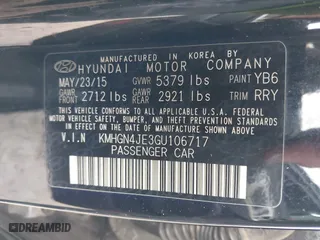 MANUFACTURED IN KOREA BY
HYUNDAI MOTOR COMPANY
MAY/23/15 GVWR 5379 lbs PAINT YB6
GAWR FRONT 2712 lbs GAWR REAR 2921 lbs TRIM RRY
THIS VEHICLE CONFORMS TO ALL APPLICABLE
U.S.A. FEDERAL MOTOR VEHICLE SAFETY, BUMPER,
AND THEFT PREVENTION STANDARDS IN EFFECT ON
THE DATE OF MANUFACTURE SHOWN ABOVE.
V.I.N KMHGN4JE3GU106717
PASSENGER CAR